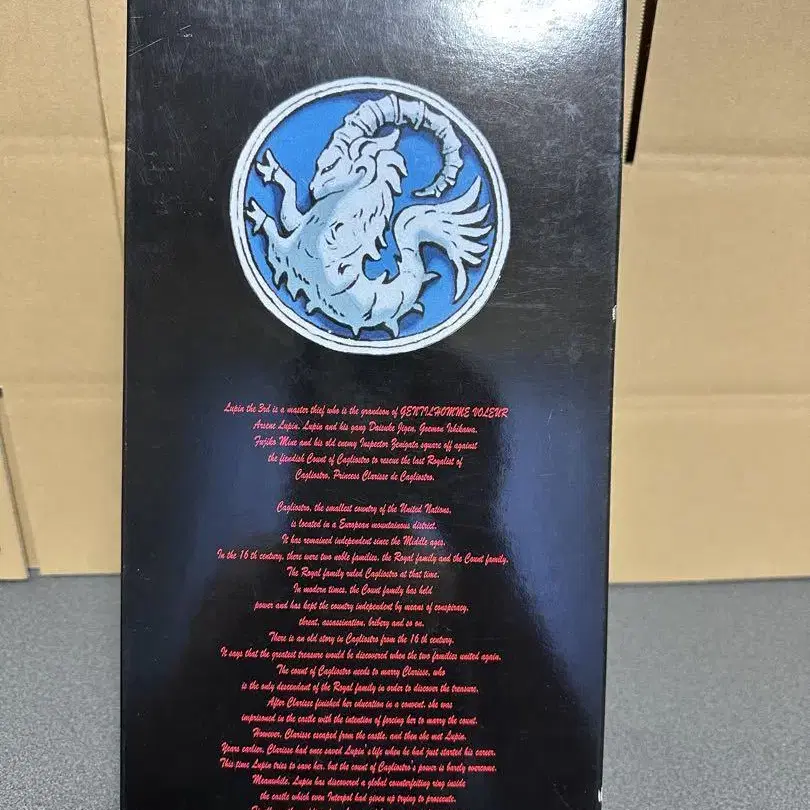 Lupin the 3rd is a master thief who is the grandson of GENTILHOMME VOLEUR
Arsene Lupin. Lupin and his gang Daisuke Jigen, Goemon Ishikawa,
Fujiko Mine and his old enemy Inspector Zenigata square off against
the fiendish Count of Cagliostro to rescue the last Royalist of
Cagliostro, Princess Clarisse de Cagliostro.
Cagliostro, the smallest country of the United Nations,
is located in a European mountainous district.
It has remained independent since the Middle ages.
In the 16 th century, there were two noble families, the Royal family and the Count family.
The Royal family ruled Cagliostro at that time.
In modern times, the Count family has held
power and has kept the country independent by means of conspiracy,
threat, assassination, bribery and so on.
There is an old story in Cagliostro from the 16 th century.
It says that the greatest treasure would be discovered when the two families united again.
The count of Cagliostro needs to marry Clarisse, who
is the only descendant of the Royal family in order to discover the treasure.
After Clarisse finished her education in a convent, she was
imprisoned in the castle with the intention of forcing her to marry the count.
However, Clarisse escaped from the castle, and then she met Lupin.
Years earlier, Clarisse had once saved Lupin's life when he had just started his career.
This time Lupin tries to save her, but the count of Cagliostro's power is barely overcome.
Meanwhile, Lupin has discovered a global counterfeiting ring inside
the castle which even Interpol had given up trying to prosecute.